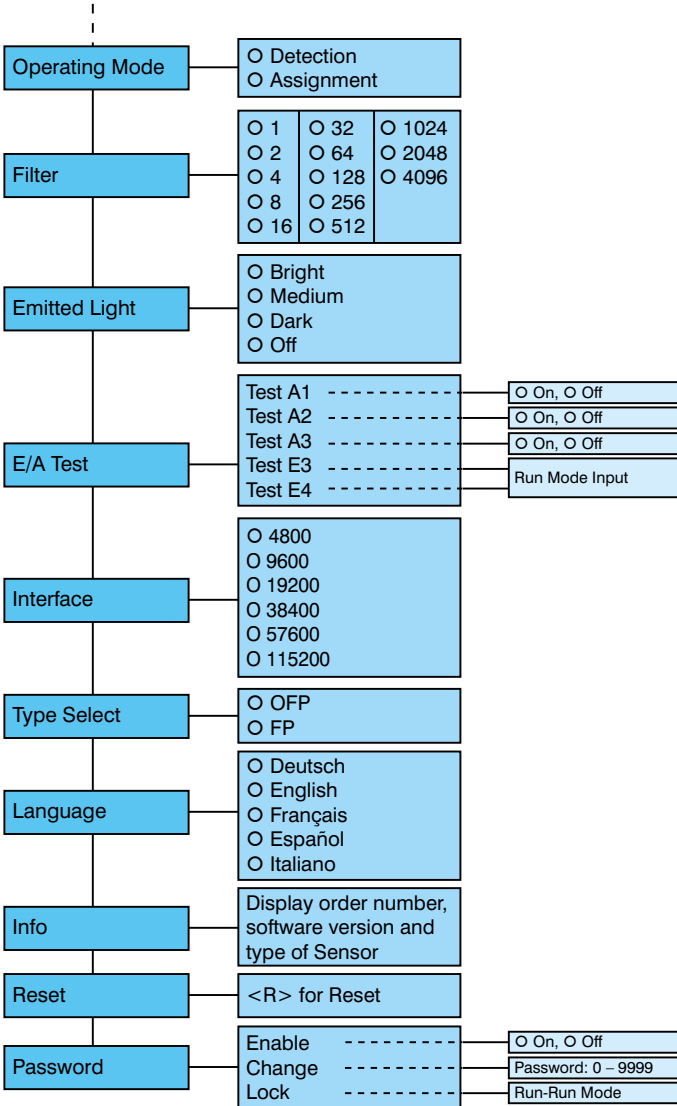 Operating Mode
O Detection
O Assignment
Filter
O 1 O 32 O 1024
O 2 O 64 O 2048
O 4 O 128 O 4096
O 8 O 256
O 16 O 512
Emitted Light
O Bright
O Medium
O Dark
O Off
E/A Test
Test A1 O On, O Off
Test A2 O On, O Off
Test A3 O On, O Off
Test E3
Test E4
Run Mode Input
Interface
O 4800
O 9600
O 19200
O 38400
O 57600
O 115200
Type Select
O OFP
O FP
Language
O Deutsch
O English
O Français
O Español
O Italiano
Info
Display order number,
software version and
type of Sensor
Reset
<R> for Reset
Password
Enable O On, O Off
Change Password: 0 – 9999
Lock Run-Run Mode